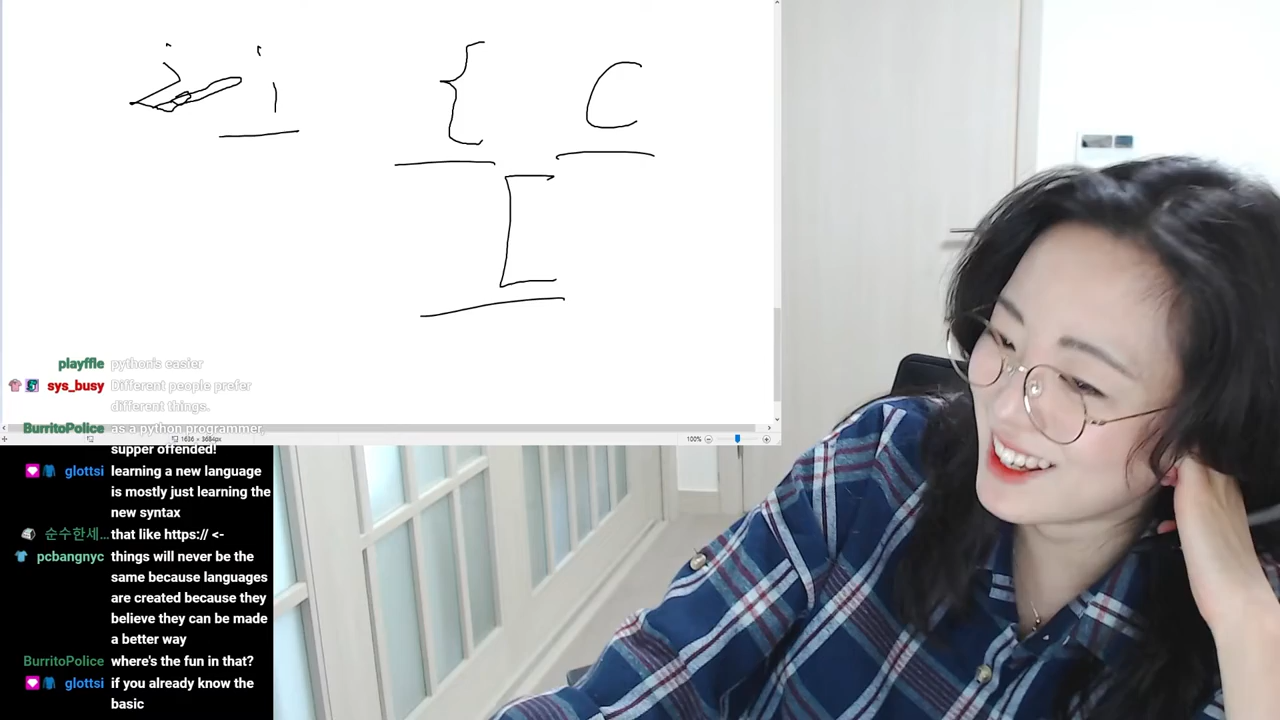 { C
[
playffle python's easier
sys_busy Different people prefer
different things.
BurritoPolice as a python programmer,
supper offended!
1636 × 3684px
100%
glottsi learning a new language
is mostly just learning the
new syntax
순수한세... that like https:// <-
pcbangnyc things will never be the
same because languages
are created because they
believe they can be made
a better way
BurritoPolice where's the fun in that?
glottsi if you already know the
basic